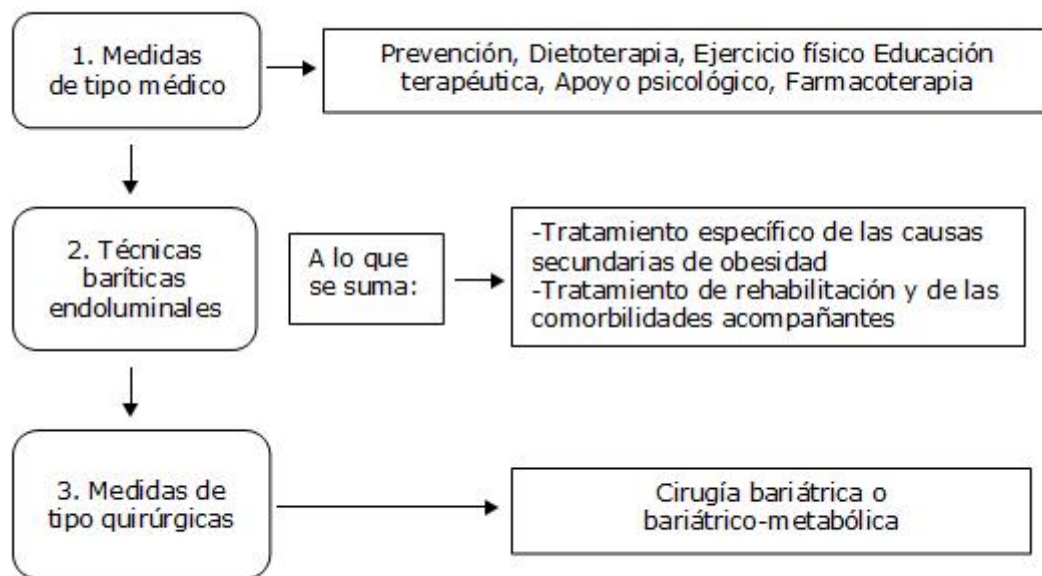 1. Medidas
de tipo médico
Prevención, Dietoterapia, Ejercicio físico Educación
terapéutica, Apoyo psicológico, Farmacoterapia
2. Técnicas
baríticas
endoluminales
A lo que
se suma:
-Tratamiento específico de las causas
secundarias de obesidad
-Tratamiento de rehabilitación y de las
comorbilidades acompañantes
3. Medidas de
tipo quirúrgicas
Cirugía bariátrica o
bariátrico-metabólica